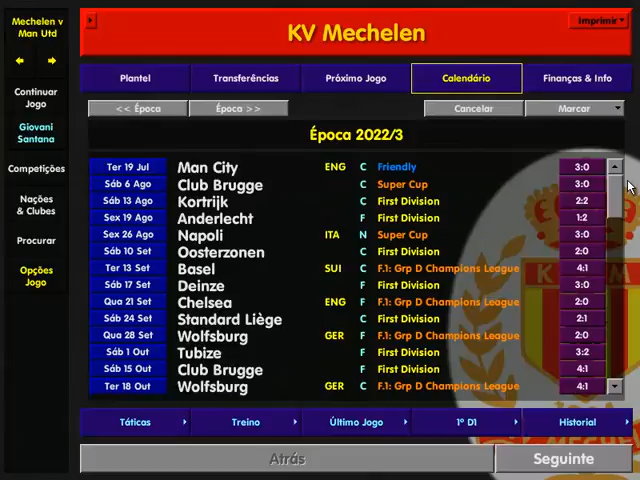 Mechelen v
Man Utd
KV Mechelen
Imprimir
Plantel
Transferências
Próximo Jogo
Calendário
Finanças & Info
Continuar
Jogo
Giovani
Santana
Competições
Nações
& Clubes
Procurar
Opções
Jogo
<< Época
Época >>
Cancelar
Marcar
Época 2022/3
Ter 19 Jul Man City ENG C Friendly 3:0
Sáb 6 Ago Club Brugge C Super Cup 3:0
Sáb 13 Ago Kortrijk C First Division 2:2
Sex 19 Ago Anderlecht F First Division 1:2
Sex 26 Ago Napoli ITA N Super Cup 3:0
Sáb 10 Set Oosterzonen C First Division 2:0
Ter 13 Set Basel SUI C F.1: Grp D Champions League 4:1
Sáb 17 Set Deinze F First Division 3:0
Qua 21 Set Chelsea ENG F F.1: Grp D Champions League 2:0
Sáb 24 Set Standard Liège C First Division 2:1
Qua 28 Set Wolfsburg GER F F.1: Grp D Champions League 2:0
Sáb 1 Out Tubize F First Division 3:2
Sáb 15 Out Club Brugge F First Division 4:1
Ter 18 Out Wolfsburg GER C F.1: Grp D Champions League 4:1
Táticas
Treino
Último Jogo
1º D1
Historial
Atrás
Seguinte